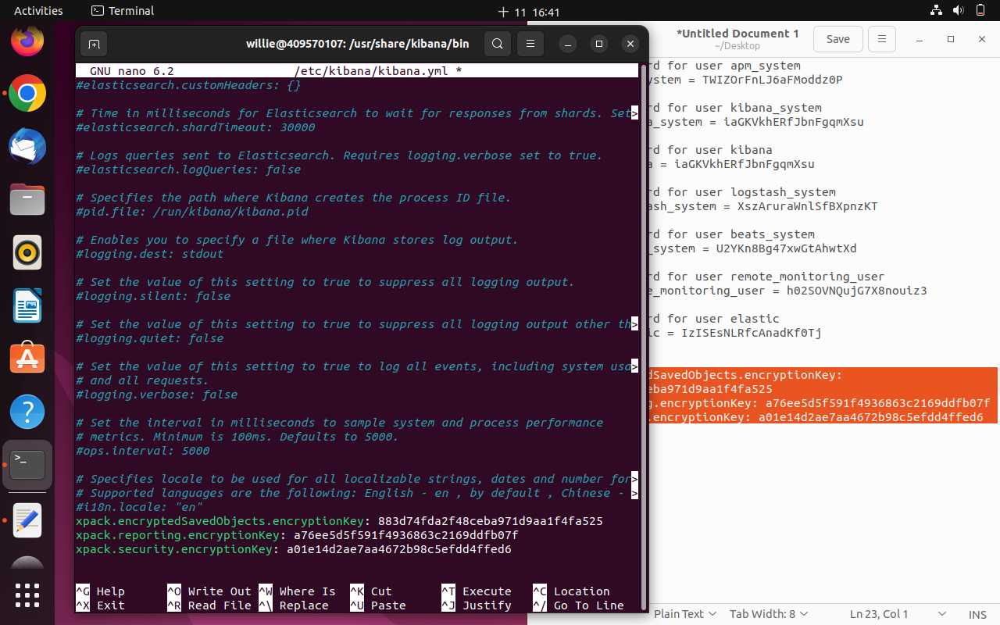 Activities
Terminal
11 16:41
willie@409570107: /usr/share/kibana/bin
GNU nano 6.2 /etc/kibana/kibana.yml *
#elasticsearch.customHeaders: {}
# Time in milliseconds for Elasticsearch to wait for responses from shards. Set>
#elasticsearch.shardTimeout: 30000
# Logs queries sent to Elasticsearch. Requires logging.verbose set to true.
#elasticsearch.logQueries: false
# Specifies the path where Kibana creates the process ID file.
#pid.file: /run/kibana/kibana.pid
# Enables you to specify a file where Kibana stores log output.
#logging.dest: stdout
# Set the value of this setting to true to suppress all logging output.
#logging.silent: false
# Set the value of this setting to true to suppress all logging output other th>
#logging.quiet: false
# Set the value of this setting to true to log all events, including system usa>
# and all requests.
#logging.verbose: false
# Set the interval in milliseconds to sample system and process performance
# metrics. Minimum is 100ms. Defaults to 5000.
#ops.interval: 5000
# Specifies locale to be used for all localizable strings, dates and number for>
# Supported languages are the following: English - en , by default , Chinese - >
#i18n.locale: "en"
xpack.encryptedSavedObjects.encryptionKey: 883d74fda2f48ceba971d9aa1f4fa525
xpack.reporting.encryptionKey: a76ee5d5f591f4936863c2169ddfb07f
xpack.security.encryptionKey: a01e14d2ae7aa4672b98c5efdd4ffed6
^G Help ^O Write Out ^W Where Is ^K Cut ^T Execute ^C Location
^X Exit ^R Read File ^\ Replace ^U Paste ^J Justify ^/ Go To Line
*Untitled Document 1
~/Desktop
Save
rd for user apm_system
ystem = TWIZOrFnLJ6aFModdz0P
rd for user kibana_system
a_system = iaGKVkhERfJbnFgqmXsu
rd for user kibana
a = iaGKVkhERfJbnFgqmXsu
rd for user logstash_system
ash_system = XszAruraWnlSfBXpnzKT
rd for user beats_system
_system = U2YKn8Bg47xwGtAhwtXd
rd for user remote_monitoring_user
e_monitoring_user = h02SOVNQujG7X8nouiz3
rd for user elastic
ic = IzISEsNLRfcAnadKf0Tj
dSavedObjects.encryptionKey:
eba971d9aa1f4fa525
g.encryptionKey: a76ee5d5f591f4936863c2169ddfb07f
.encryptionKey: a01e14d2ae7aa4672b98c5efdd4ffed6
Plain Text
Tab Width: 8
Ln 23, Col 1
INS